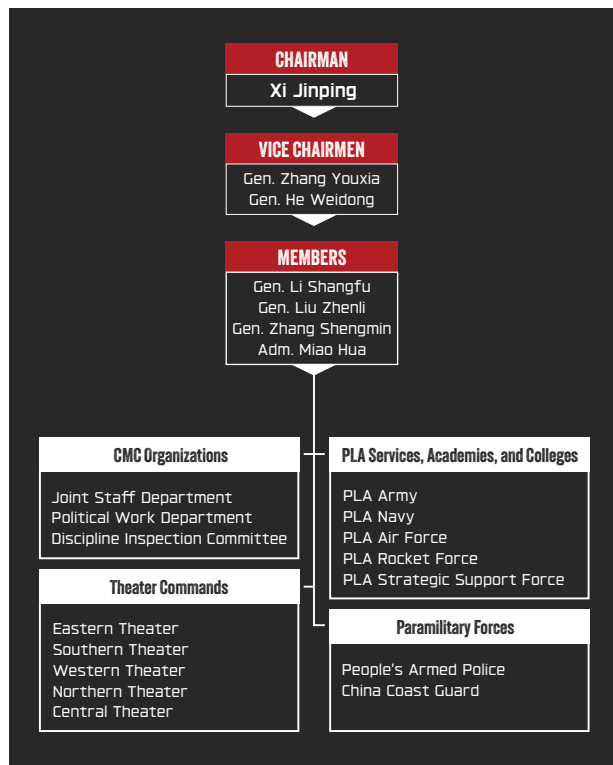 CHAIRMAN
Xi Jinping
VICE CHAIRMEN
Gen. Zhang Youxia
Gen. He Weidong
MEMBERS
Gen. Li Shangfu
Gen. Liu Zhenli
Gen. Zhang Shengmin
Adm. Miao Hua
CMC Organizations
Joint Staff Department
Political Work Department
Discipline Inspection Committee
PLA Services, Academies, and Colleges
PLA Army
PLA Navy
PLA Air Force
PLA Rocket Force
PLA Strategic Support Force
Theater Commands
Eastern Theater
Southern Theater
Western Theater
Northern Theater
Central Theater
Paramilitary Forces
People's Armed Police
China Coast Guard